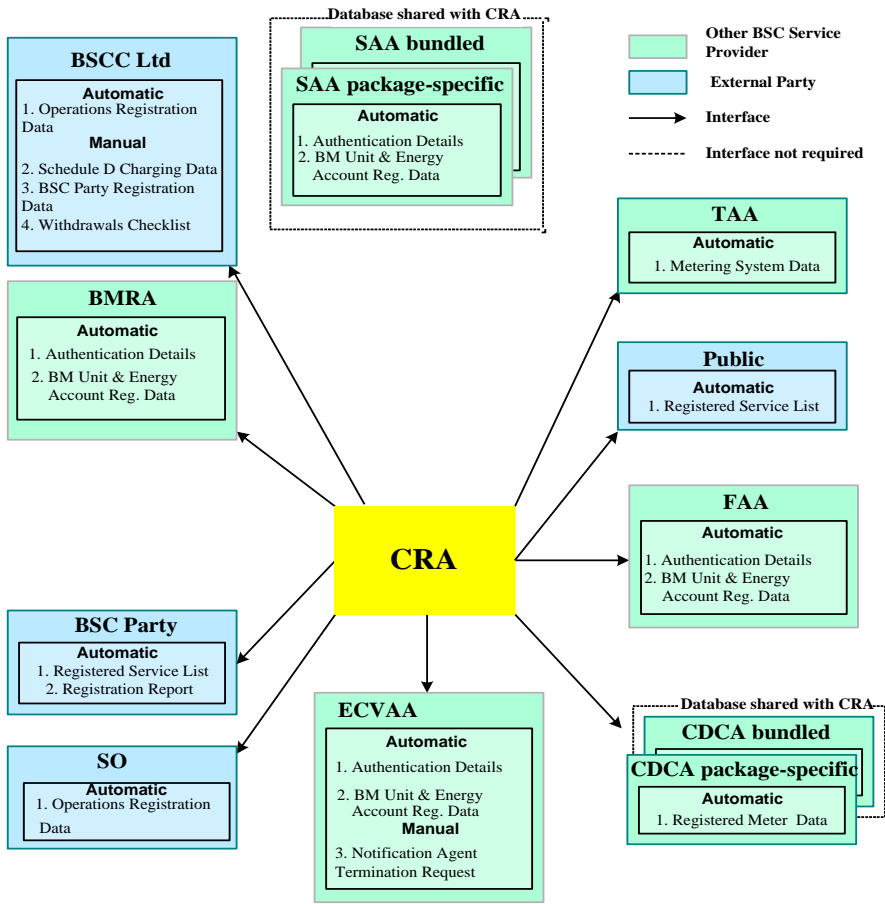 Database shared with CRA
BSCC Ltd
Automatic
1. Operations Registration
Data
Manual
2. Schedule D Charging Data
3. BSC Party Registration
Data
4. Withdrawals Checklist
SAA bundled
SAA package-specific
Automatic
1. Authentication Details
2. BM Unit & Energy
Account Reg. Data
Other BSC Service
Provider
External Party
Interface
Interface not required
TAA
Automatic
1. Metering System Data
BMRA
Automatic
1. Authentication Details
2. BM Unit & Energy
Account Reg. Data
Public
Automatic
1. Registered Service List
FAA
Automatic
1. Authentication Details
2. BM Unit & Energy
Account Reg. Data
CRA
BSC Party
Automatic
1. Registered Service List
2. Registration Report
SO
Automatic
1. Operations Registration
Data
ECVAA
Automatic
1. Authentication Details
2. BM Unit & Energy
Account Reg. Data
Manual
3. Notification Agent
Termination Request
Database shared with CRA
CDCA bundled
CDCA package-specific
Automatic
1. Registered Meter Data